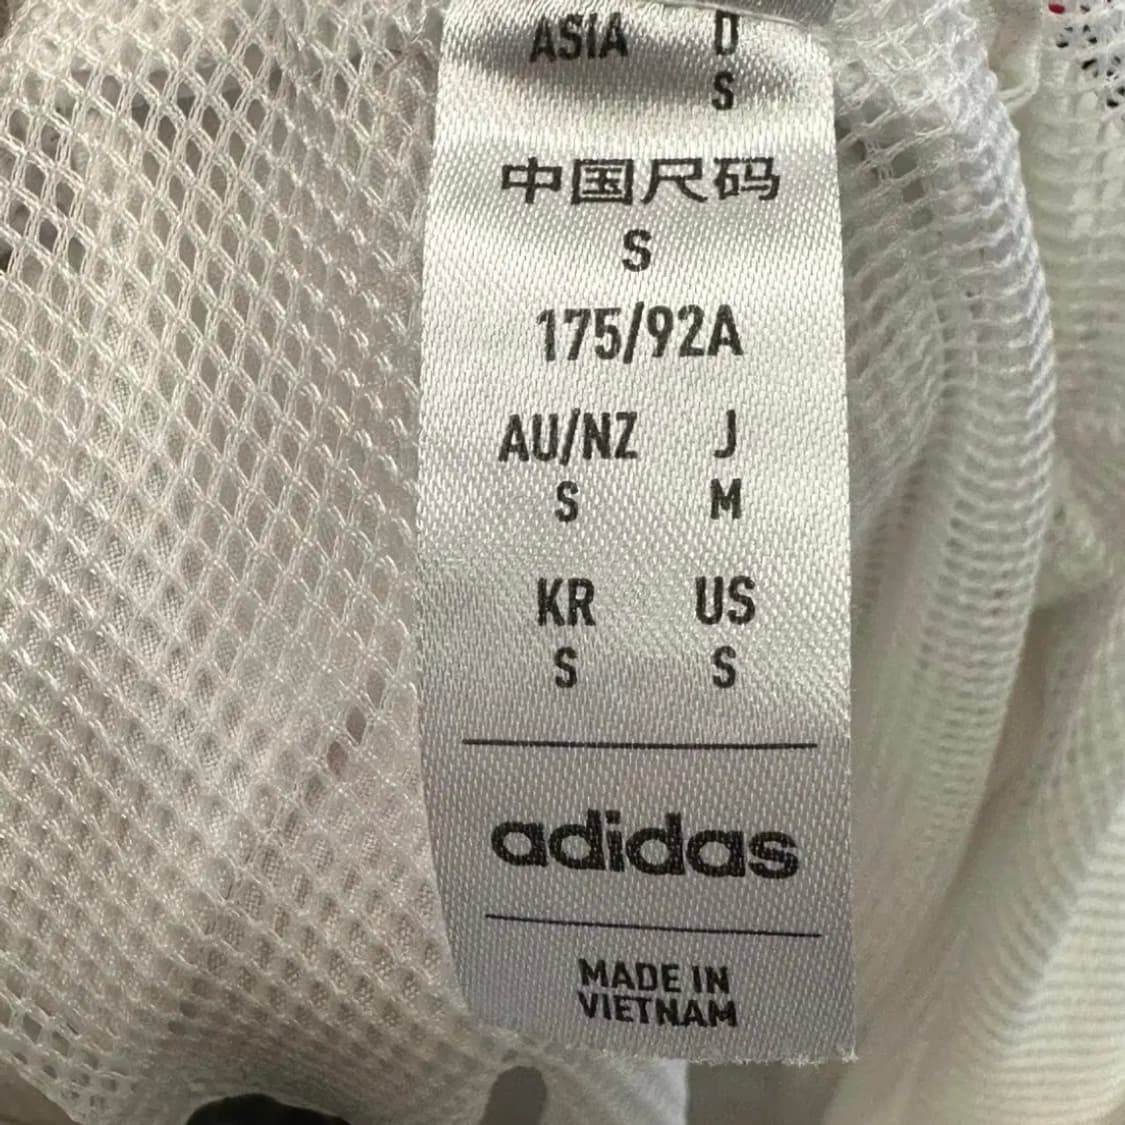 ASIA D
S
中国尺码
S
175/92A
AU/NZ J
S M
KR US
S S
adidas
MADE IN
VIETNAM